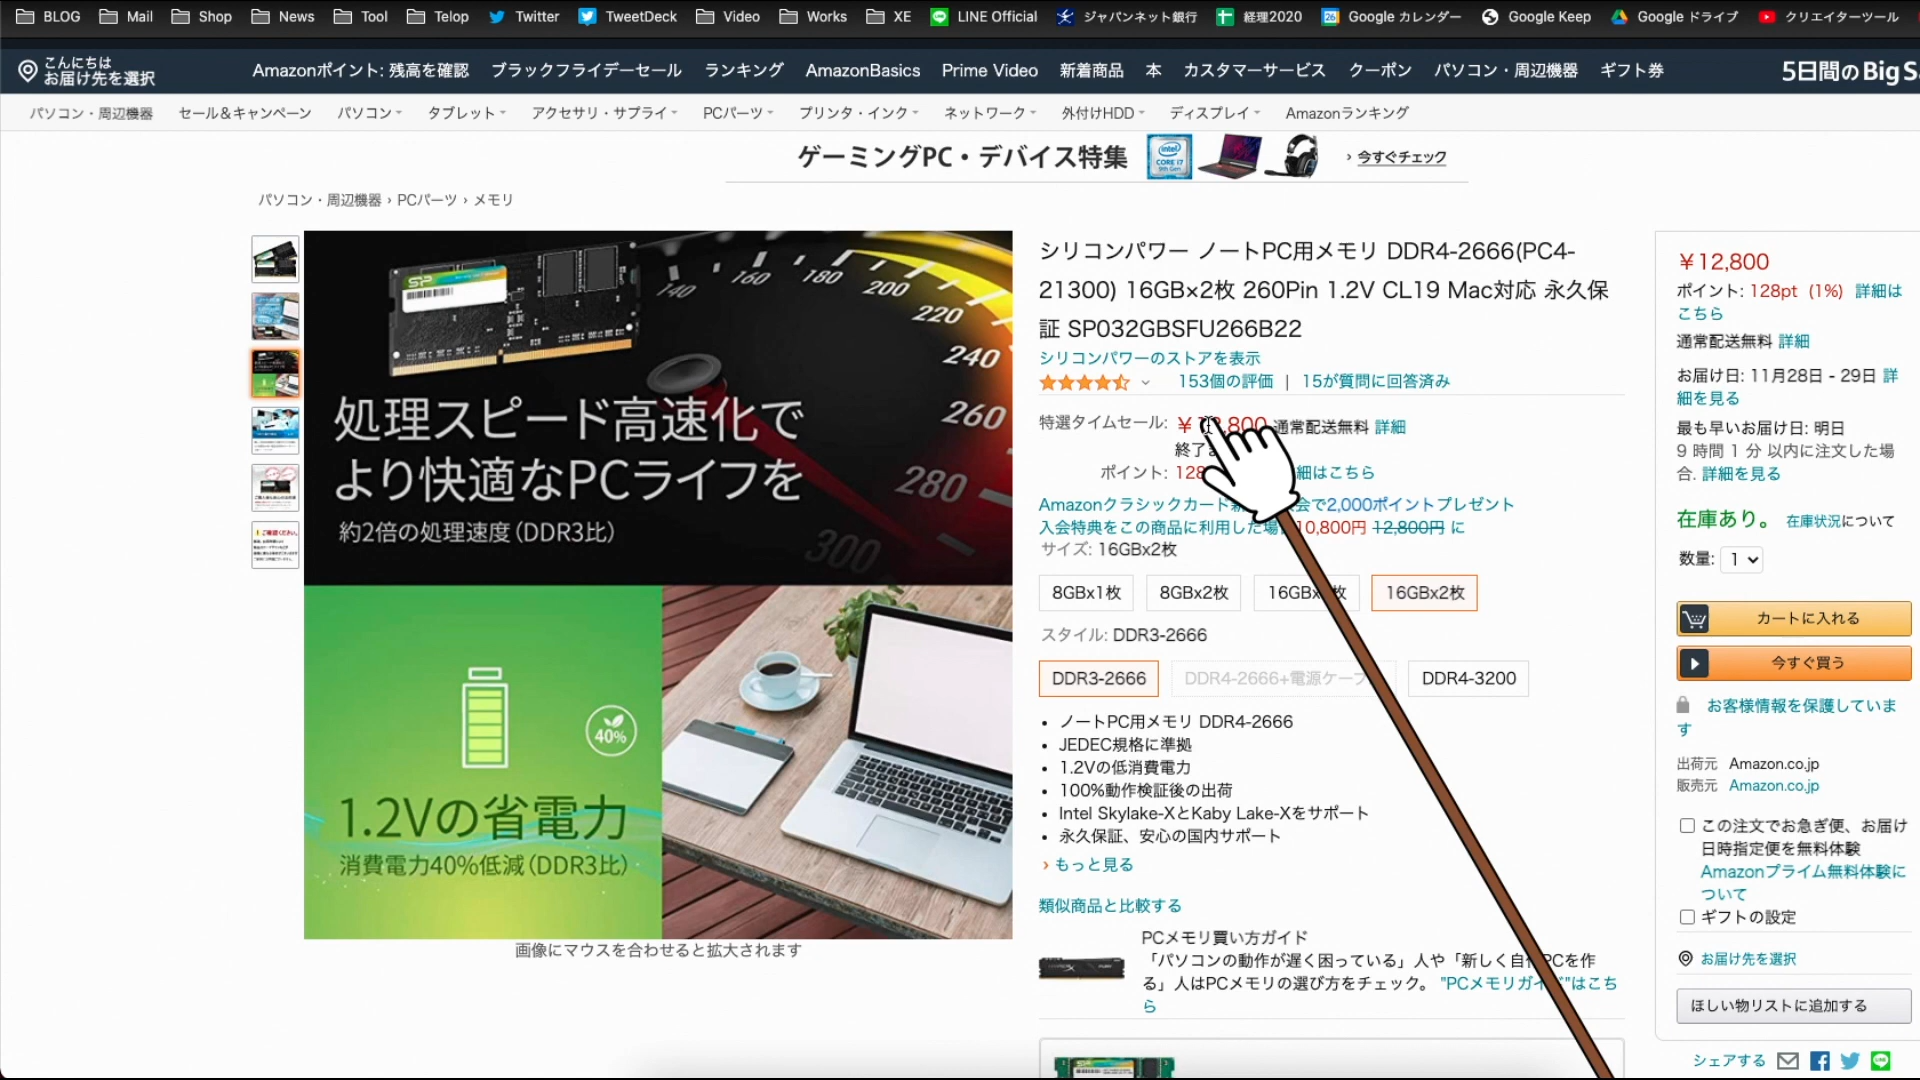 BLOG Mail Shop News Tool Telop Twitter TweetDeck Video Works XE LINE Official ジャパンネット銀行 経理2020 Google カレンダー Google Keep Google ドライブ クリエイターツール
こんにちは
お届け先を選択
Amazonポイント: 残高を確認 ブラックフライデーセール ランキング AmazonBasics Prime Video 新着商品 本 カスタマーサービス クーポン パソコン・周辺機器 ギフト券 5日間のBig S
パソコン・周辺機器 セール&キャンペーン パソコン タブレット アクセサリ・サプライ PCパーツ プリンタ・インク ネットワーク 外付けHDD ディスプレイ Amazonランキング
ゲーミングPC・デバイス特集 intel CORE i7 › 今すぐチェック
パソコン・周辺機器 › PCパーツ › メモリ
SP
140 160 180 200 220 240 260 280 300
処理スピード高速化で
より快適なPCライフを
約2倍の処理速度(DDR3比)
40%
1.2Vの省電力
消費電力40%低減(DDR3比)
画像にマウスを合わせると拡大されます
シリコンパワー ノートPC用メモリ DDR4-2666(PC4-
21300) 16GB×2枚 260Pin 1.2V CL19 Mac対応 永久保
証 SP032GBSFU266B22
シリコンパワーのストアを表示
153個の評価 | 15が質問に回答済み
特選タイムセール: ¥ 2,800 通常配送無料 詳細
終了
ポイント: 128 細はこちら
Amazonクラシックカード新 会で2,000ポイントプレゼント
入会特典をこの商品に利用した場 10,800円 12,800円 に
サイズ: 16GBx2枚
8GBx1枚 8GBx2枚 16GBx 枚 16GBx2枚
スタイル: DDR3-2666
DDR3-2666 DDR4-2666+電源ケーブ DDR4-3200
• ノートPC用メモリ DDR4-2666
• JEDEC規格に準拠
• 1.2Vの低消費電力
• 100%動作検証後の出荷
• Intel Skylake-XとKaby Lake-Xをサポート
• 永久保証、安心の国内サポート
› もっと見る
類似商品と比較する
PCメモリ買い方ガイド
「パソコンの動作が遅く困っている」人や「新しく自作PCを作
る」人はPCメモリの選び方をチェック。 "PCメモリガイド"はこち
ら
¥12,800
ポイント: 128pt (1%) 詳細は
こちら
通常配送無料 詳細
お届け日: 11月28日 - 29日 詳
細を見る
最も早いお届け日: 明日
9 時間 1 分 以内に注文した場
合. 詳細を見る
在庫あり。 在庫状況について
数量: 1
カートに入れる
今すぐ買う
お客様情報を保護していま
す
出荷元 Amazon.co.jp
販売元 Amazon.co.jp
この注文でお急ぎ便、お届け
日時指定便を無料体験
Amazonプライム無料体験に
ついて
ギフトの設定
お届け先を選択
ほしい物リストに追加する
シェアする